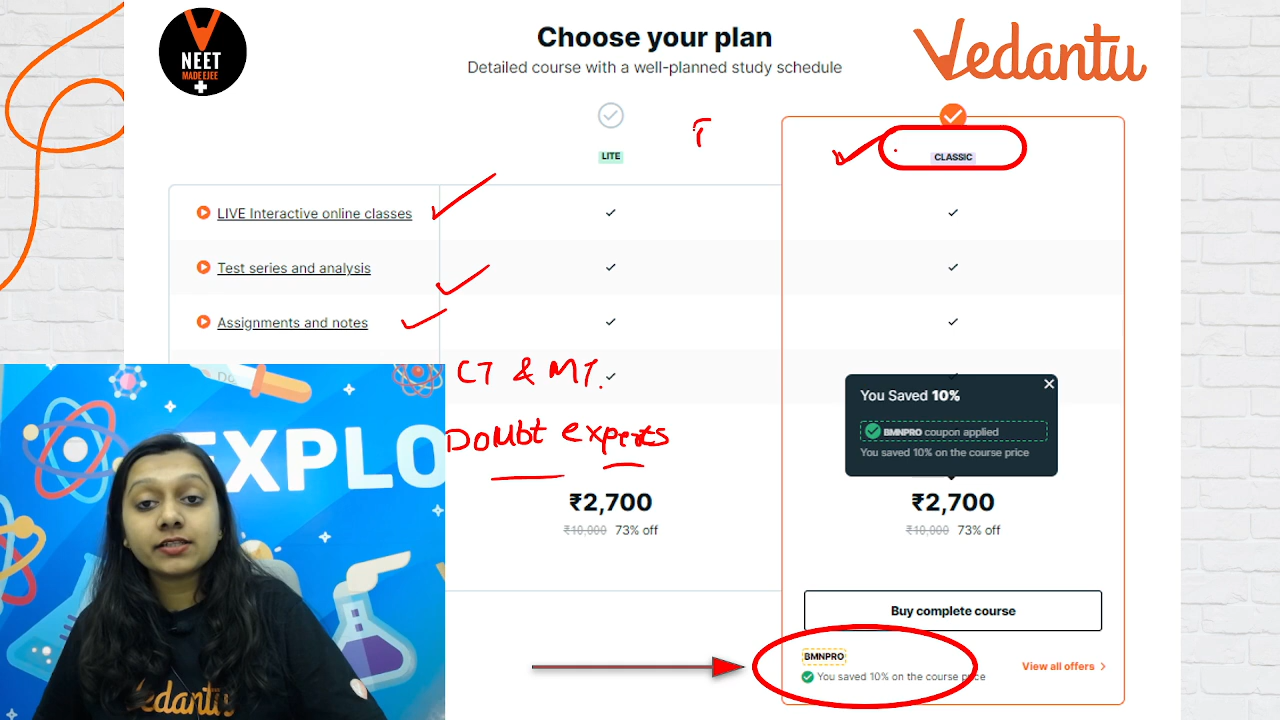 NEET
MADE EJEE
Choose your plan
Detailed course with a well-planned study schedule
Vedantu
LITE
CLASSIC
LIVE Interactive online classes
Test series and analysis
Assignments and notes
CT & MT.
Doubt experts
You Saved 10%
BMNPRO coupon applied
You saved 10% on the course price
₹2,700
₹10,000 73% off
₹2,700
₹10,000 73% off
Buy complete course
BMNPRO
You saved 10% on the course price
View all offers
EXPLO
Vedantu